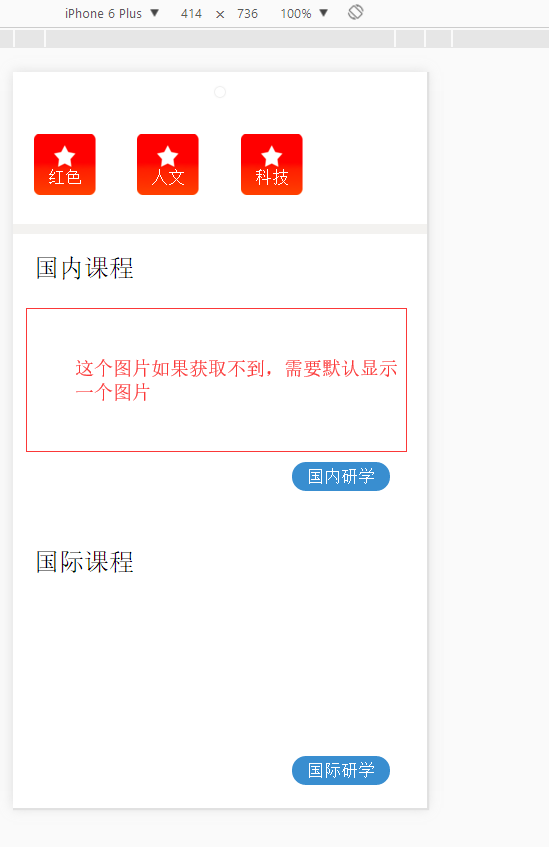 iPhone 6 Plus ▼ 414 × 736 100% ▼
红色 人文 科技
国内课程
这个图片如果获取不到，需要默认显示
一个图片
国内研学
国际课程
国际研学